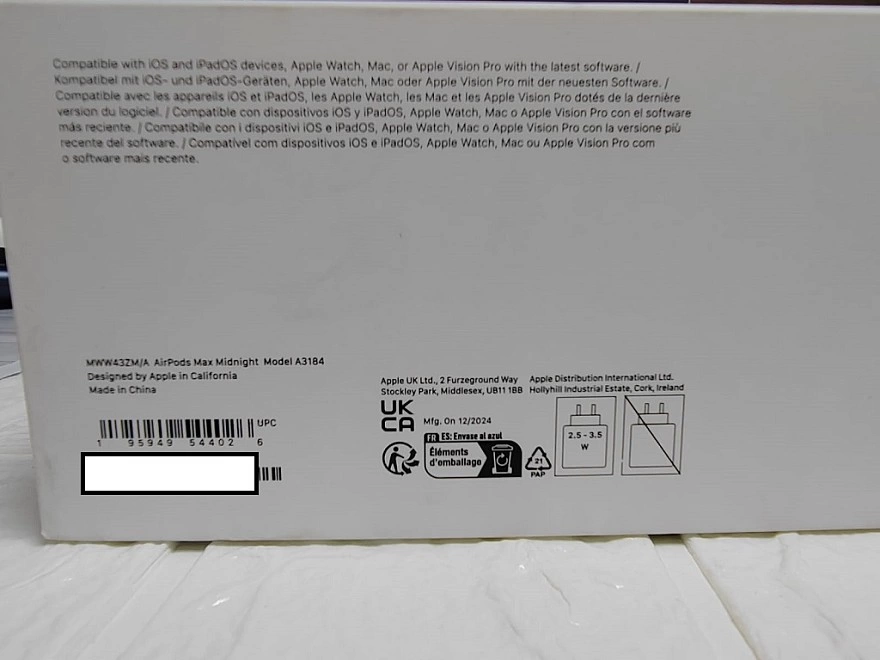 Compatible with iOS and iPadOS devices, Apple Watch, Mac, or Apple Vision Pro with the latest software. /
Kompatibel mit iOS- und iPadOS-Geräten, Apple Watch, Mac oder Apple Vision Pro mit der neuesten Software. /
Compatible avec les appareils iOS et iPadOS, les Apple Watch, les Mac et les Apple Vision Pro dotés de la dernière
version du logiciel. / Compatible con dispositivos iOS y iPadOS, Apple Watch, Mac o Apple Vision Pro con el software
más reciente. / Compatibile con i dispositivi iOS e iPadOS, Apple Watch, Mac o Apple Vision Pro con la versione più
recente del software. / Compatível com dispositivos iOS e iPadOS, Apple Watch, Mac ou Apple Vision Pro com
o software mais recente.
MWW43ZM/A AirPods Max Midnight Model A3184
Designed by Apple in California
Made in China
UPC
1 95949 54402 6
Apple UK Ltd., 2 Furzeground Way
Stockley Park, Middlesex, UB11 1BB
Apple Distribution International Ltd.
Hollyhill Industrial Estate, Cork, Ireland
UK
CA
Mfg. On 12/2024
FR ES: Envase al azul
Éléments
d'emballage
21
PAP
2.5 - 3.5
W